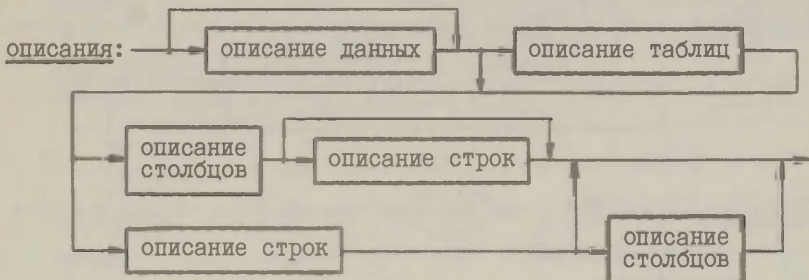 описания:
описание данных
описание таблиц
описание
столбцов
описание строк
описание строк
описание
столбцов